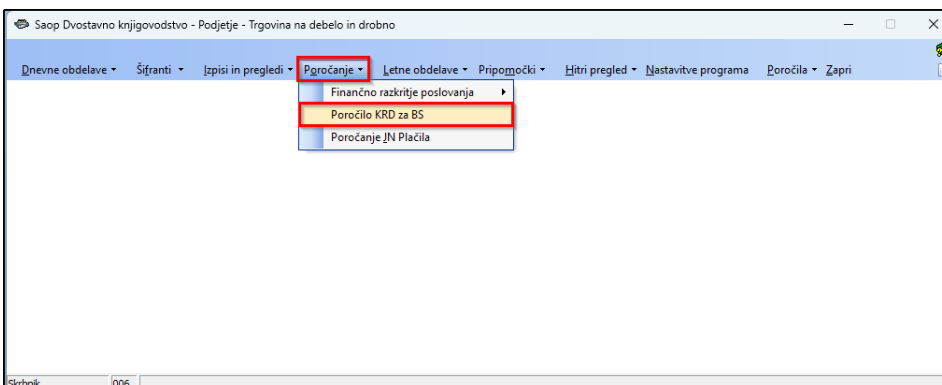 Saop Dvostavno knjigovodstvo - Podjetje - Trgovina na debelo in drobno
Dnevne obdelave Šifranti Izpisi in pregledi Poročanje Letne obdelave Pripomočki Hitri pregled Nastavitve programa Poročila Zapri
Finančno razkritje poslovanja
Poročilo KRD za BS
Poročanje JN Plačila
Skrbnik 006